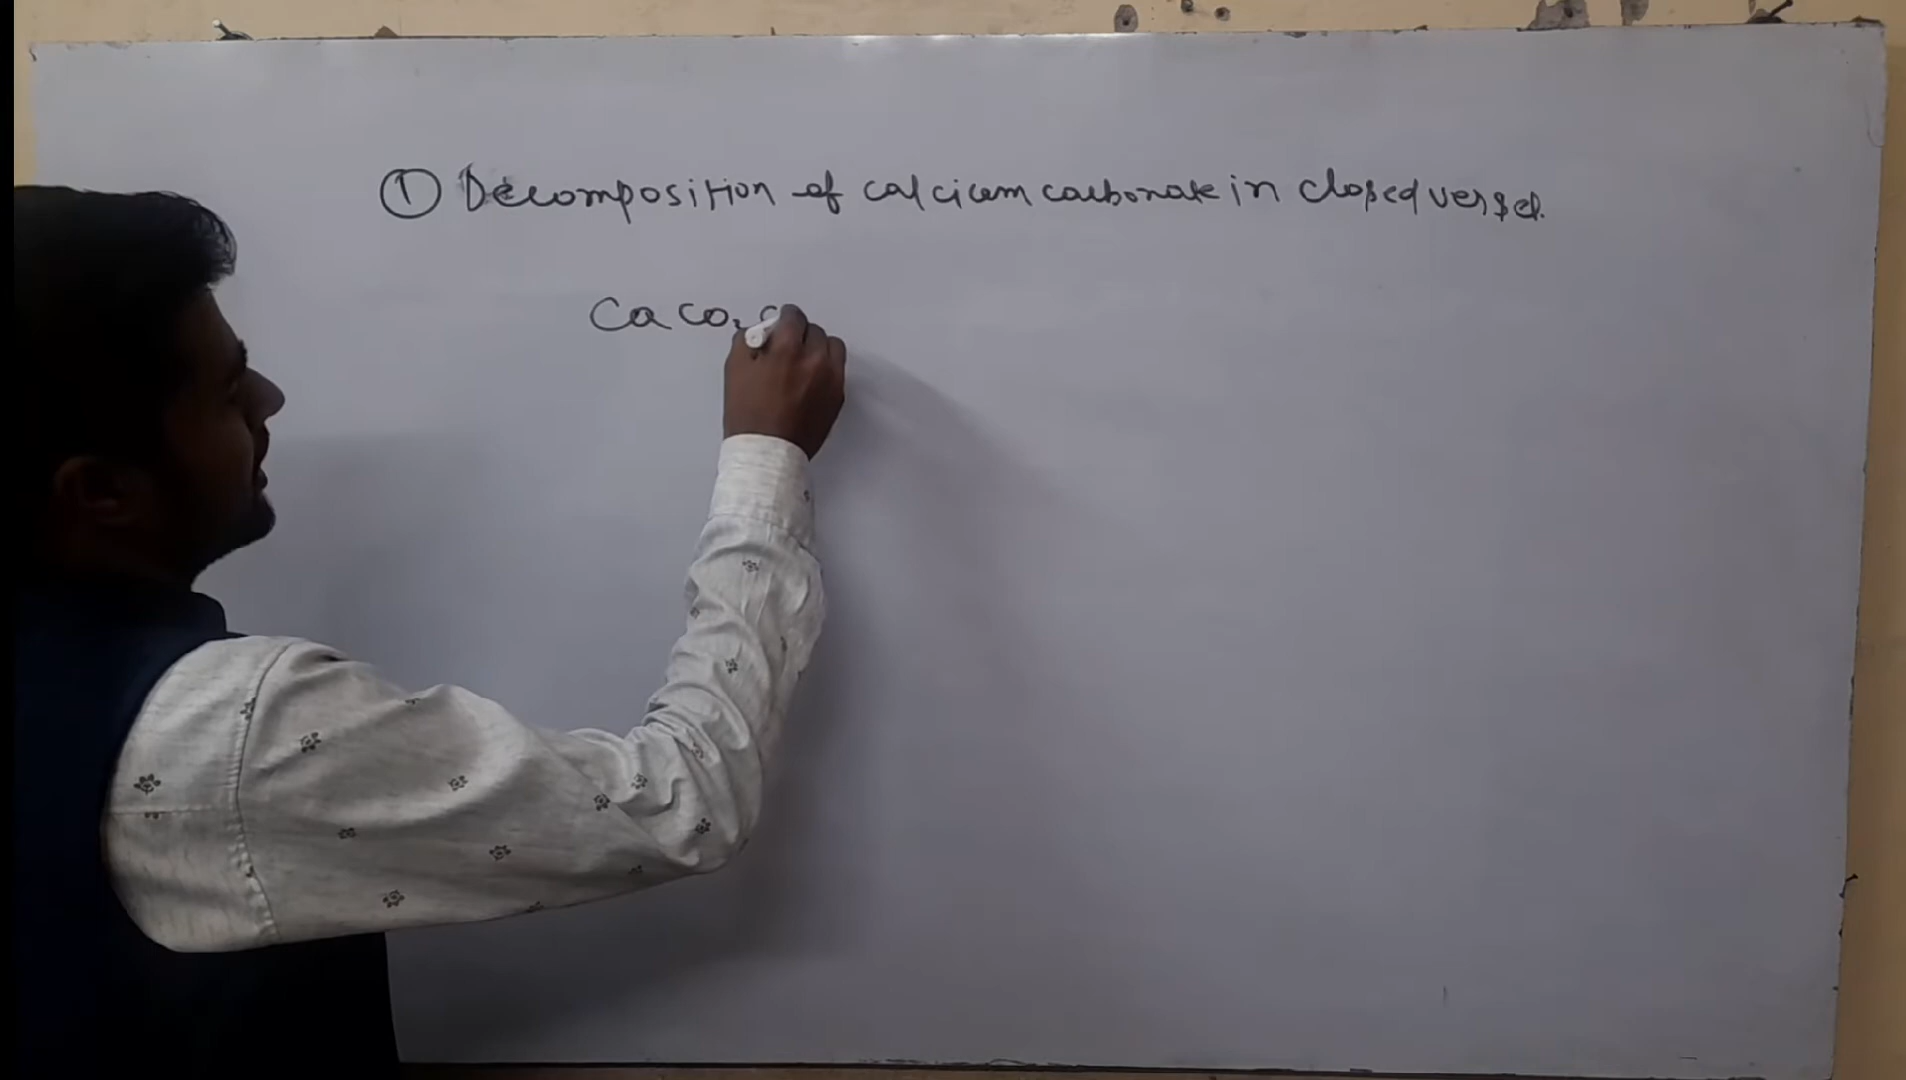 ① Decomposition of calcium carbonate in closed vessel.
CaCO₃